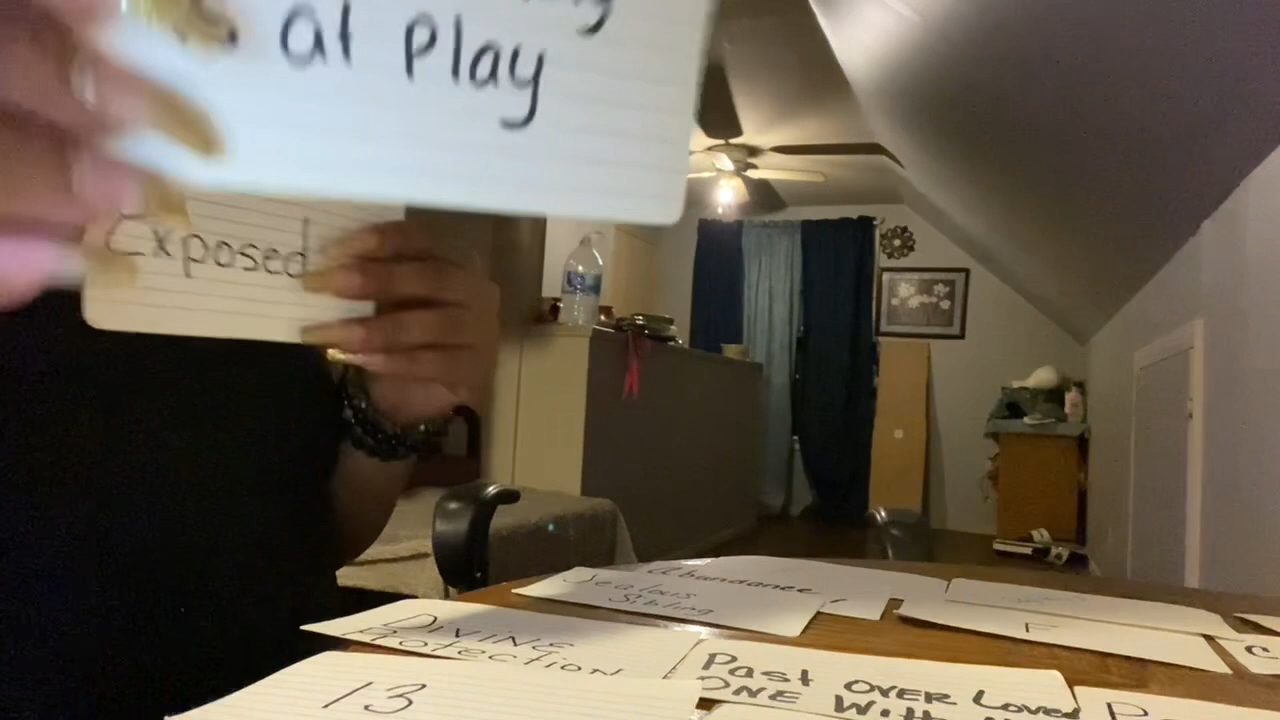 at Play
Exposed
Abundance,
Jealous
Sibling
DIVINE
Protection
13
Past OVER Loved
ONE With
F
C